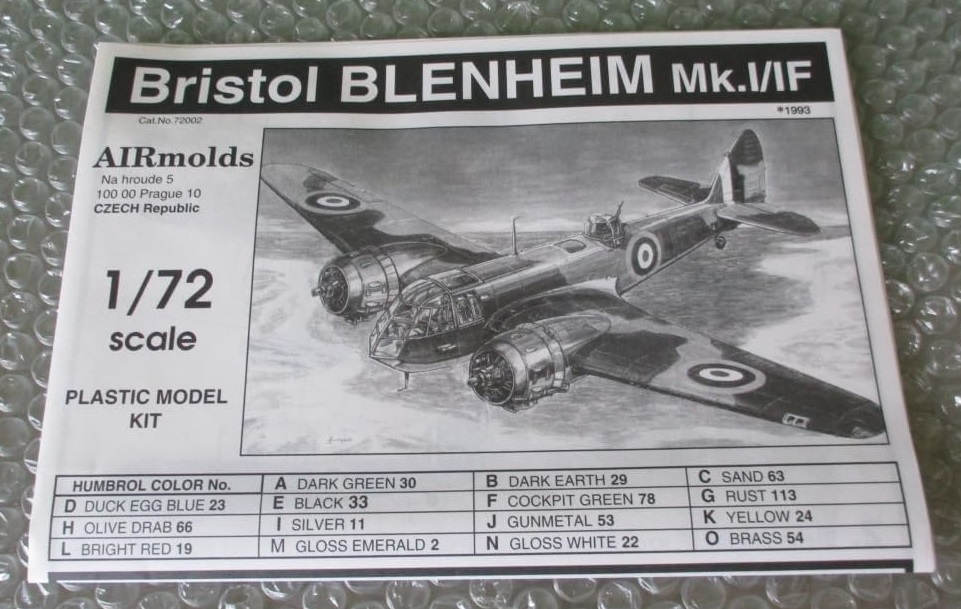 Bristol BLENHEIM Mk.I/IF
*1993
Cat.No.72002
AIRmolds
Na hroude 5
100 00 Prague 10
CZECH Republic
1/72
scale
PLASTIC MODEL
KIT
HUMBROL COLOR No. A DARK GREEN 30 B DARK EARTH 29 C SAND 63
D DUCK EGG BLUE 23 E BLACK 33 F COCKPIT GREEN 78 G RUST 113
H OLIVE DRAB 66 I SILVER 11 J GUNMETAL 53 K YELLOW 24
L BRIGHT RED 19 M GLOSS EMERALD 2 N GLOSS WHITE 22 O BRASS 54